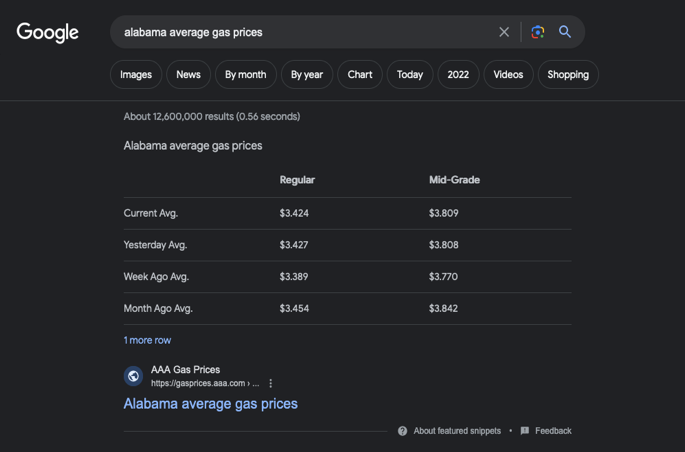 Google
alabama average gas prices
Images News By month By year Chart Today 2022 Videos Shopping
About 12,600,000 results (0.56 seconds)
Alabama average gas prices
Regular Mid-Grade
Current Avg. $3.424 $3.809
Yesterday Avg. $3.427 $3.808
Week Ago Avg. $3.389 $3.770
Month Ago Avg. $3.454 $3.842
1 more row
AAA Gas Prices
https://gasprices.aaa.com › ...
Alabama average gas prices
About featured snippets • Feedback